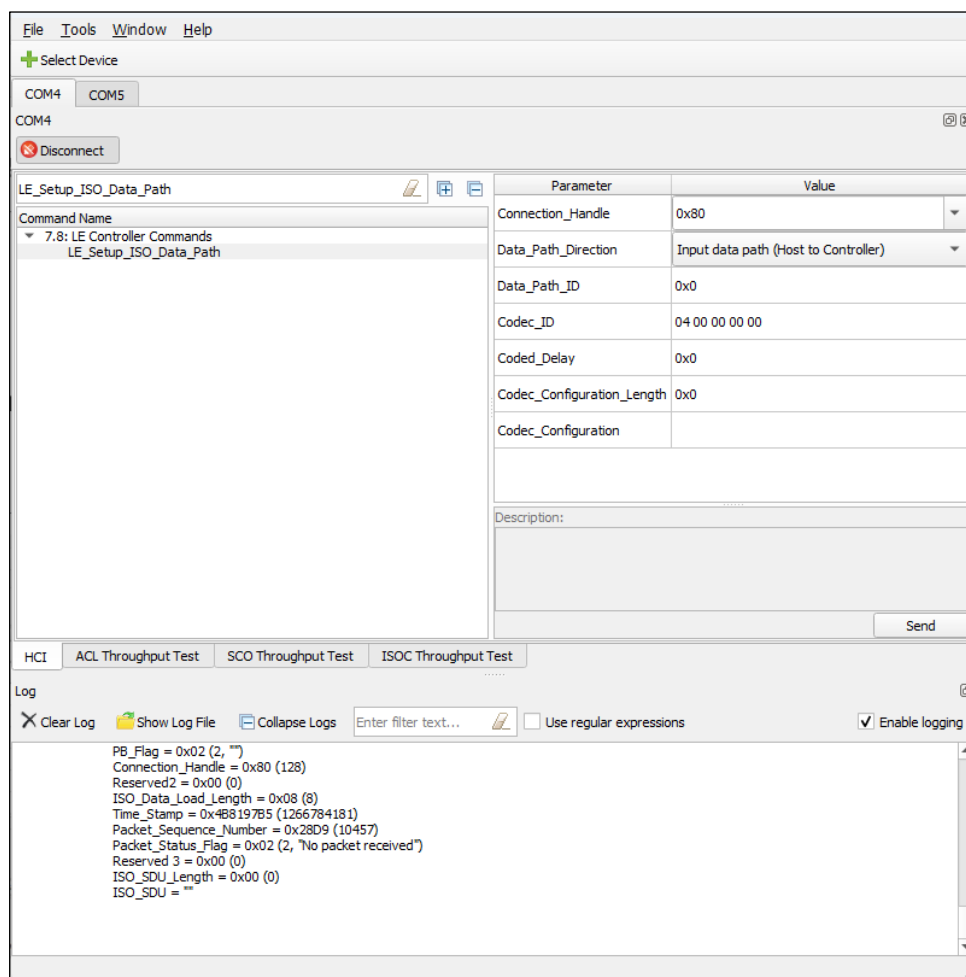 File Tools Window Help
Select Device
COM4 COM5
COM4
Disconnect
LE_Setup_ISO_Data_Path
Command Name
7.8: LE Controller Commands
LE_Setup_ISO_Data_Path
Parameter Value
Connection_Handle 0x80
Data_Path_Direction Input data path (Host to Controller)
Data_Path_ID 0x0
Codec_ID 04 00 00 00 00
Coded_Delay 0x0
Codec_Configuration_Length 0x0
Codec_Configuration
Description:
Send
HCI ACL Throughput Test SCO Throughput Test ISOC Throughput Test
Log
Clear Log Show Log File Collapse Logs Enter filter text... Use regular expressions Enable logging
PB_Flag = 0x02 (2, "")
Connection_Handle = 0x80 (128)
Reserved2 = 0x00 (0)
ISO_Data_Load_Length = 0x08 (8)
Time_Stamp = 0x4B8197B5 (1266784181)
Packet_Sequence_Number = 0x28D9 (10457)
Packet_Status_Flag = 0x02 (2, "No packet received")
Reserved 3 = 0x00 (0)
ISO_SDU_Length = 0x00 (0)
ISO_SDU = ""